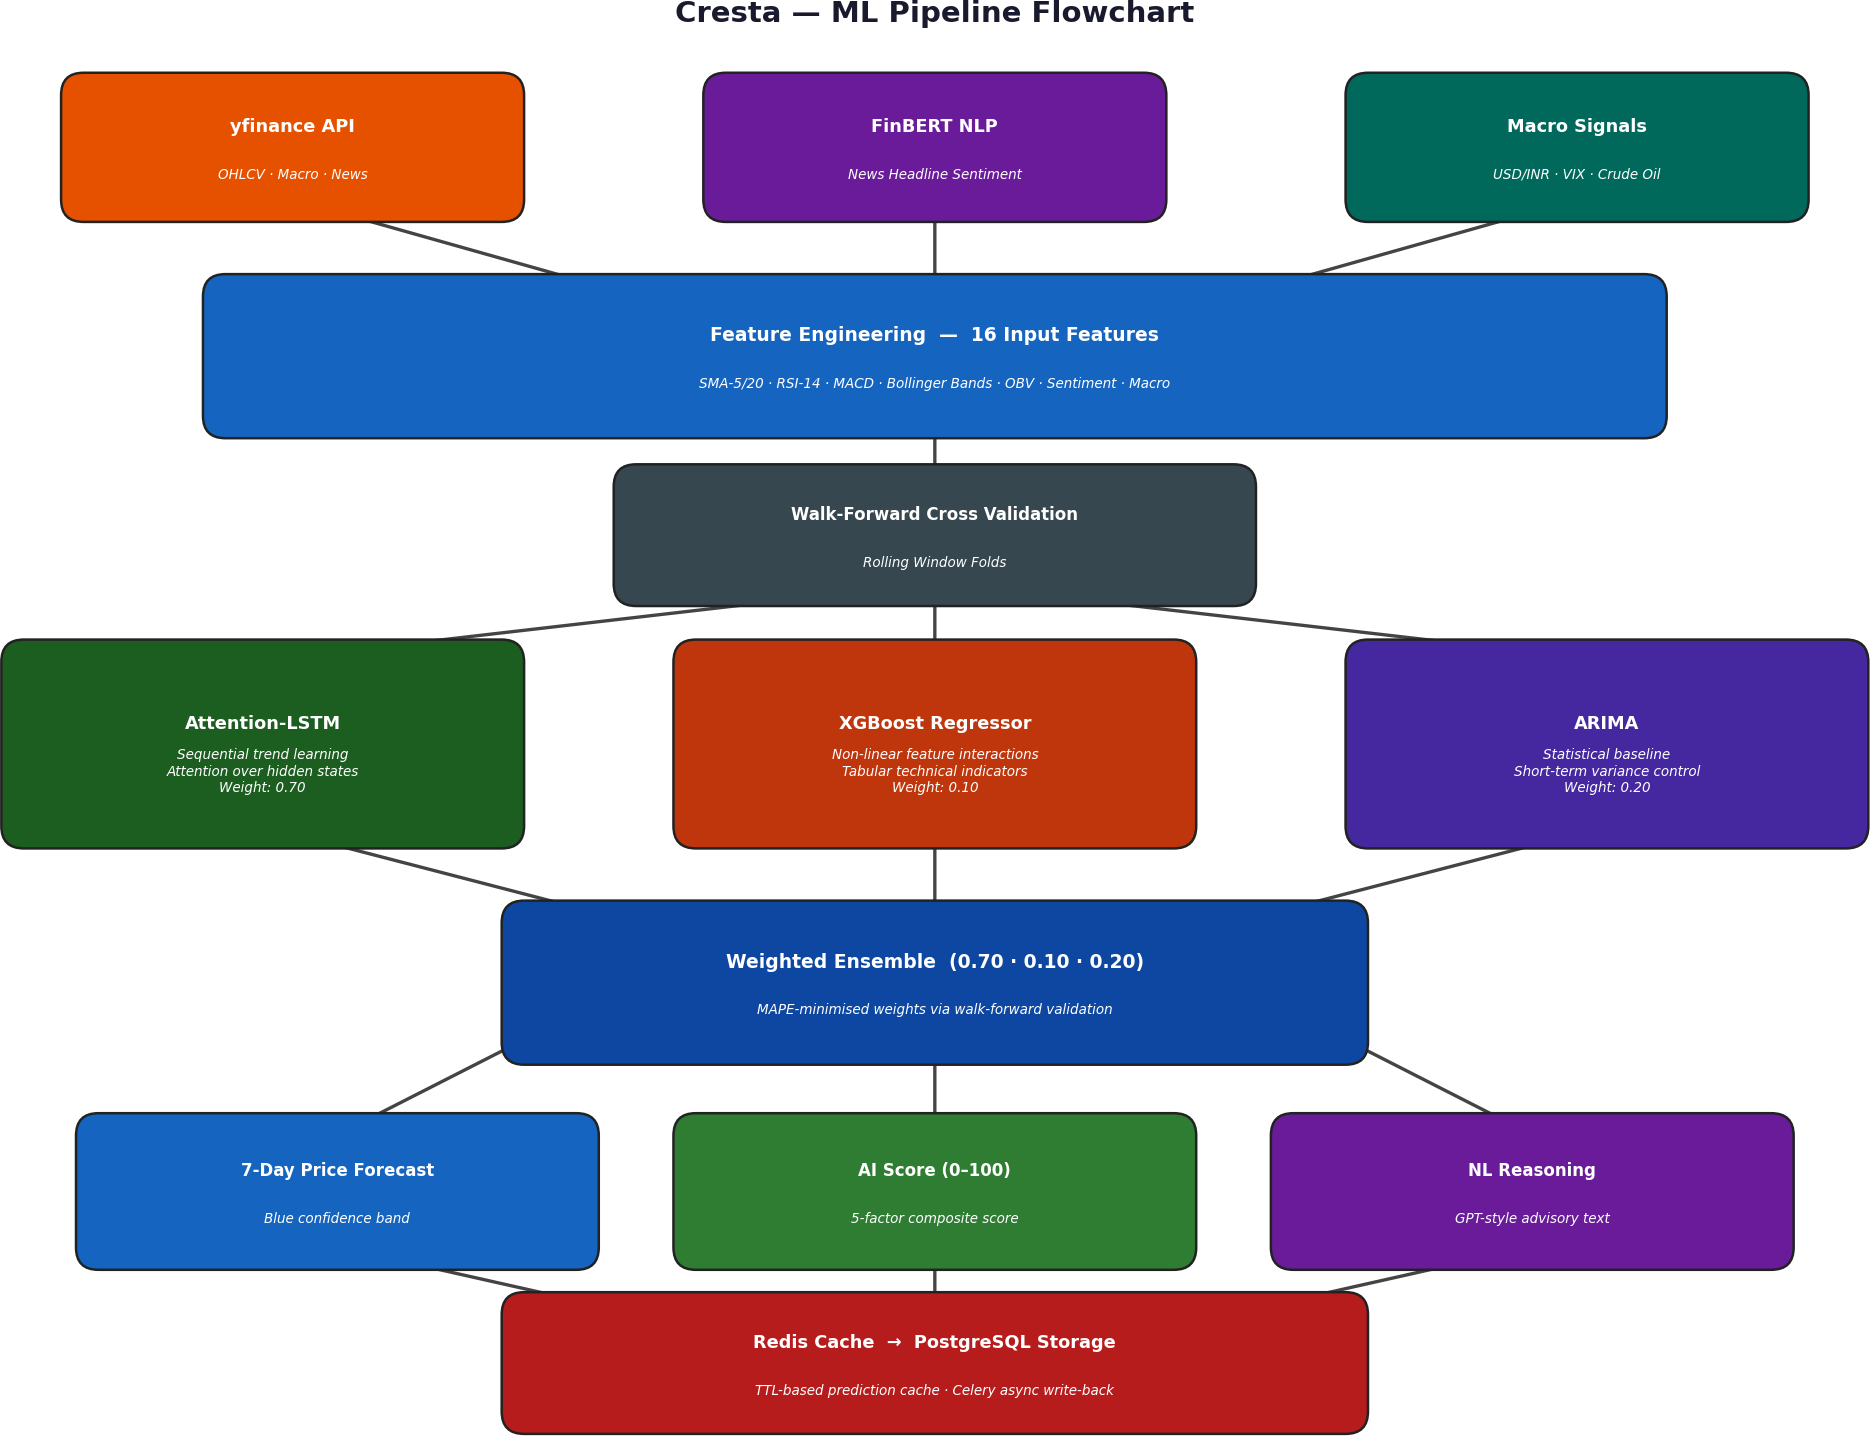 Cresta — ML Pipeline Flowchart
yfinance API
OHLCV · Macro · News
FinBERT NLP
News Headline Sentiment
Macro Signals
USD/INR · VIX · Crude Oil
Feature Engineering — 16 Input Features
SMA-5/20 · RSI-14 · MACD · Bollinger Bands · OBV · Sentiment · Macro
Walk-Forward Cross Validation
Rolling Window Folds
Attention-LSTM
Sequential trend learning
Attention over hidden states
Weight: 0.70
XGBoost Regressor
Non-linear feature interactions
Tabular technical indicators
Weight: 0.10
ARIMA
Statistical baseline
Short-term variance control
Weight: 0.20
Weighted Ensemble (0.70 · 0.10 · 0.20)
MAPE-minimised weights via walk-forward validation
7-Day Price Forecast
Blue confidence band
AI Score (0–100)
5-factor composite score
NL Reasoning
GPT-style advisory text
Redis Cache → PostgreSQL Storage
TTL-based prediction cache · Celery async write-back